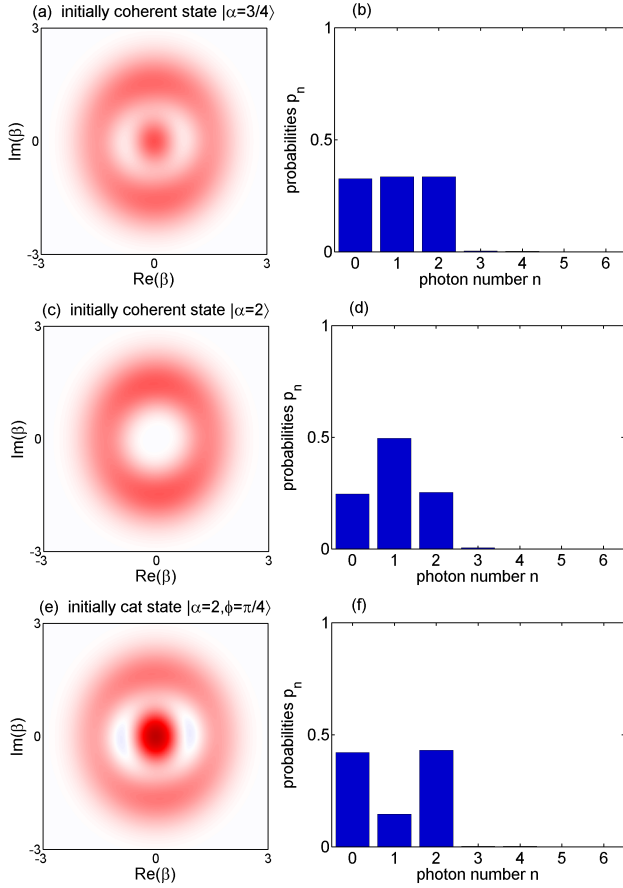 (a) initially coherent state |α=3/4⟩
3
Im(β)
0
-3
-3 0 3
Re(β)
(b)
1
probabilities pₙ
0.5
0
0 1 2 3 4 5 6
photon number n
(c) initially coherent state |α=2⟩
3
Im(β)
0
-3
-3 0 3
Re(β)
(d)
1
probabilities pₙ
0.5
0
0 1 2 3 4 5 6
photon number n
(e) initially cat state |α=2,ϕ=π/4⟩
3
Im(β)
0
-3
-3 0 3
Re(β)
(f)
1
probabilities pₙ
0.5
0
0 1 2 3 4 5 6
photon number n